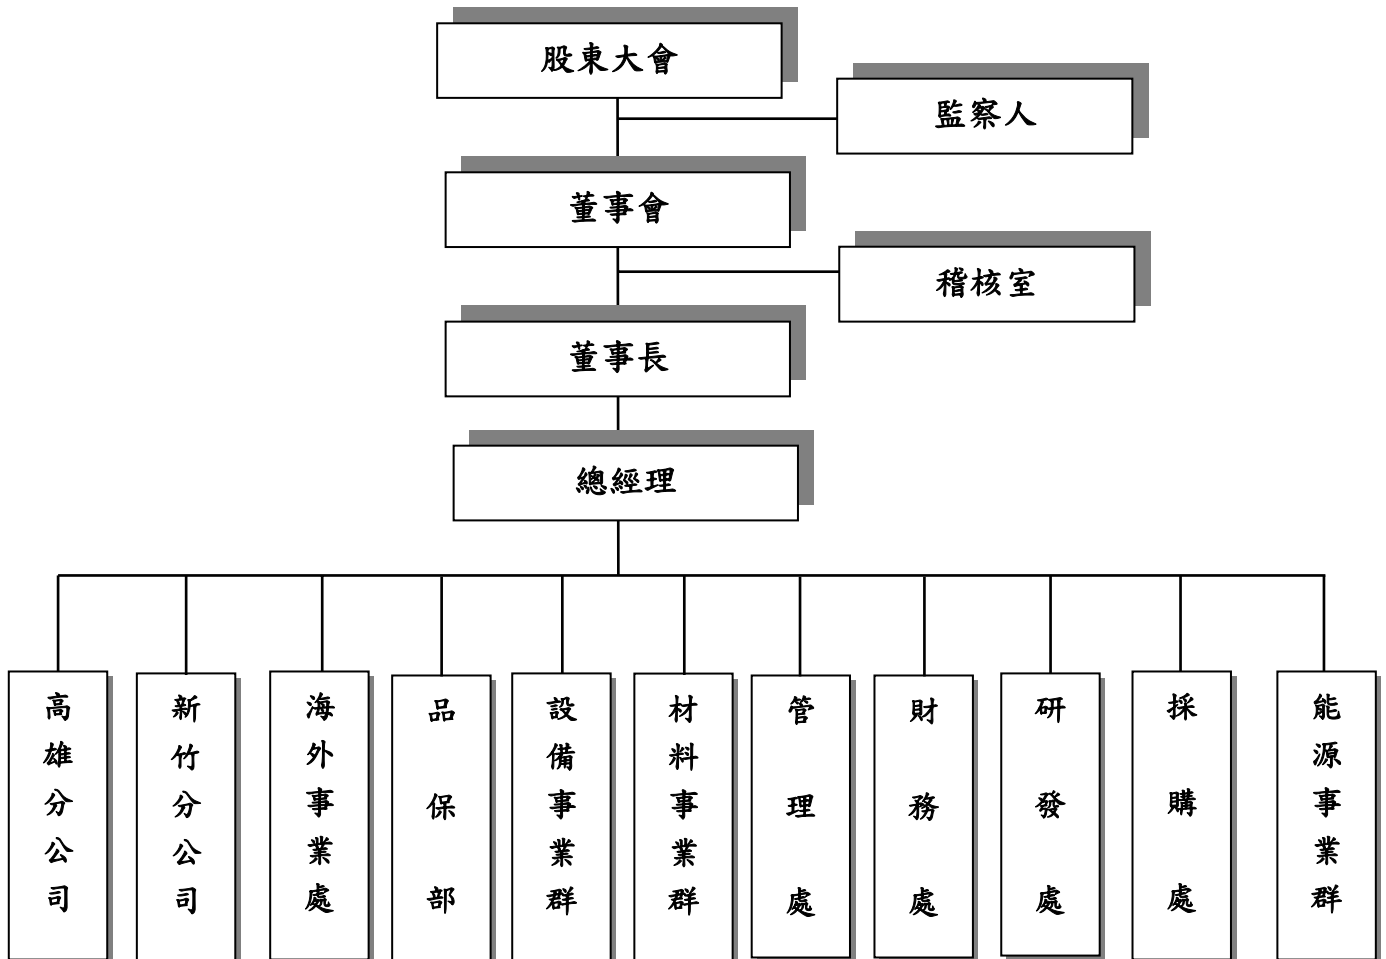 股東大會
監察人
董事會
稽核室
董事長
總經理
高雄分公司
新竹分公司
海外事業處
品保部
設備事業群
材料事業群
管理處
財務處
研發處
採購處
能源事業群